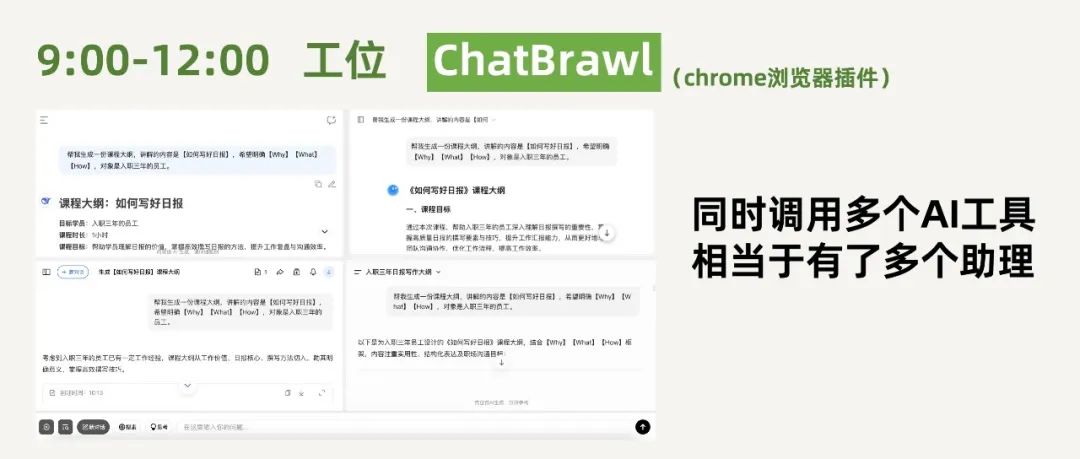 9:00-12:00 工位 ChatBrawl（chrome浏览器插件）
同时调用多个AI工具
相当于有了多个助理
帮我生成一份课程大纲，讲解的内容是【如何写好日报】，希望明确【Why】【What】
【How】，对象是入职三年的员工。
课程大纲：如何写好日报
目标学员：入职三年的员工
课程时长：1小时
课程目标：帮助学员理解日报的价值，掌握高效撰写日报的方法，提升工作复盘与沟通效率。
帮我生成一份课程大纲，讲解的内容是【如何
帮我生成一份课程大纲，讲解的内容是【如何写好日报】，希望明确
【Why】【What】【How】，对象是入职三年的员工。
《如何写好日报》课程大纲
一、课程目标
通过本次课程，帮助入职三年的员工深入理解日报撰写的重要性，
握高质量日报的撰写要素与技巧，提升工作汇报能力，从而更好地
团队沟通协作，优化工作流程，提高工作效率。
生成【如何写好日报】课程大纲
1
帮我生成一份课程大纲，讲解的内容是【如何写好日报】，
希望明确【Why】【What】【How】，对象是入职三年的
员工。
考虑到入职三年的员工已有一定工作经验，课程大纲从工作价值、日报核心、撰写方法切入，助其明
确意义，掌握高效撰写技巧。
创建时间：10:13
入职三年日报写作大纲
帮我生成一份课程大纲，讲解的内容是【如何写好日报】，希望明确【Why】【W
hat】【How】，对象是入职三年的员工。
以下是为入职三年员工设计的《如何写好日报》课程大纲，结合【Why】【What】【How】框
架，内容注重实用性、结构化表达及职场沟通目标：
新对话 搜索 思考 在这里输入你的问题...